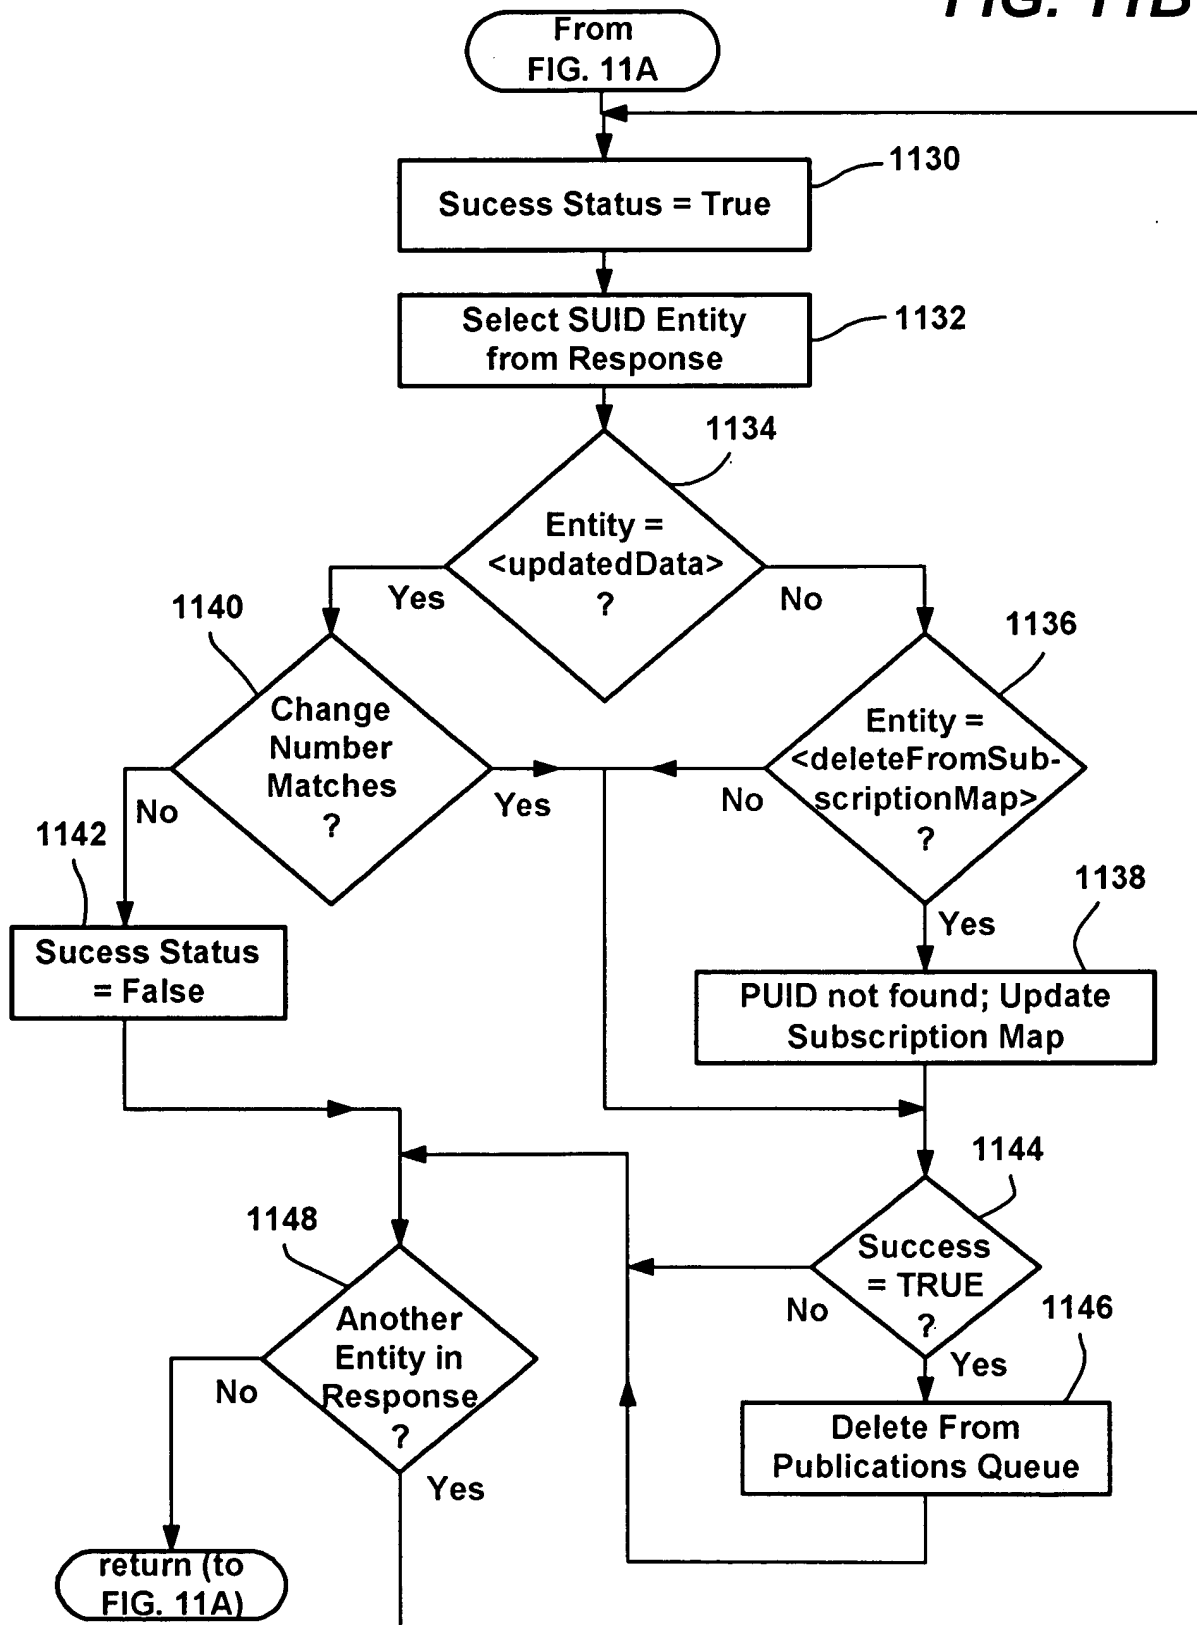 FIG. 11B
From
FIG. 11A
1130
Sucess Status = True
1132
Select SUID Entity
from Response
1134
Entity =
<updatedData>
?
Yes
No
1140
1136
Change
Number
Matches
?
Entity =
<deleteFromSub-
scriptionMap>
?
No
Yes
No
1142
1138
Yes
Sucess Status
= False
PUID not found; Update
Subscription Map
1144
1148
Success
= TRUE
?
No
1146
Another
Entity in
Response
?
Yes
No
Delete From
Publications Queue
Yes
return (to
FIG. 11A)